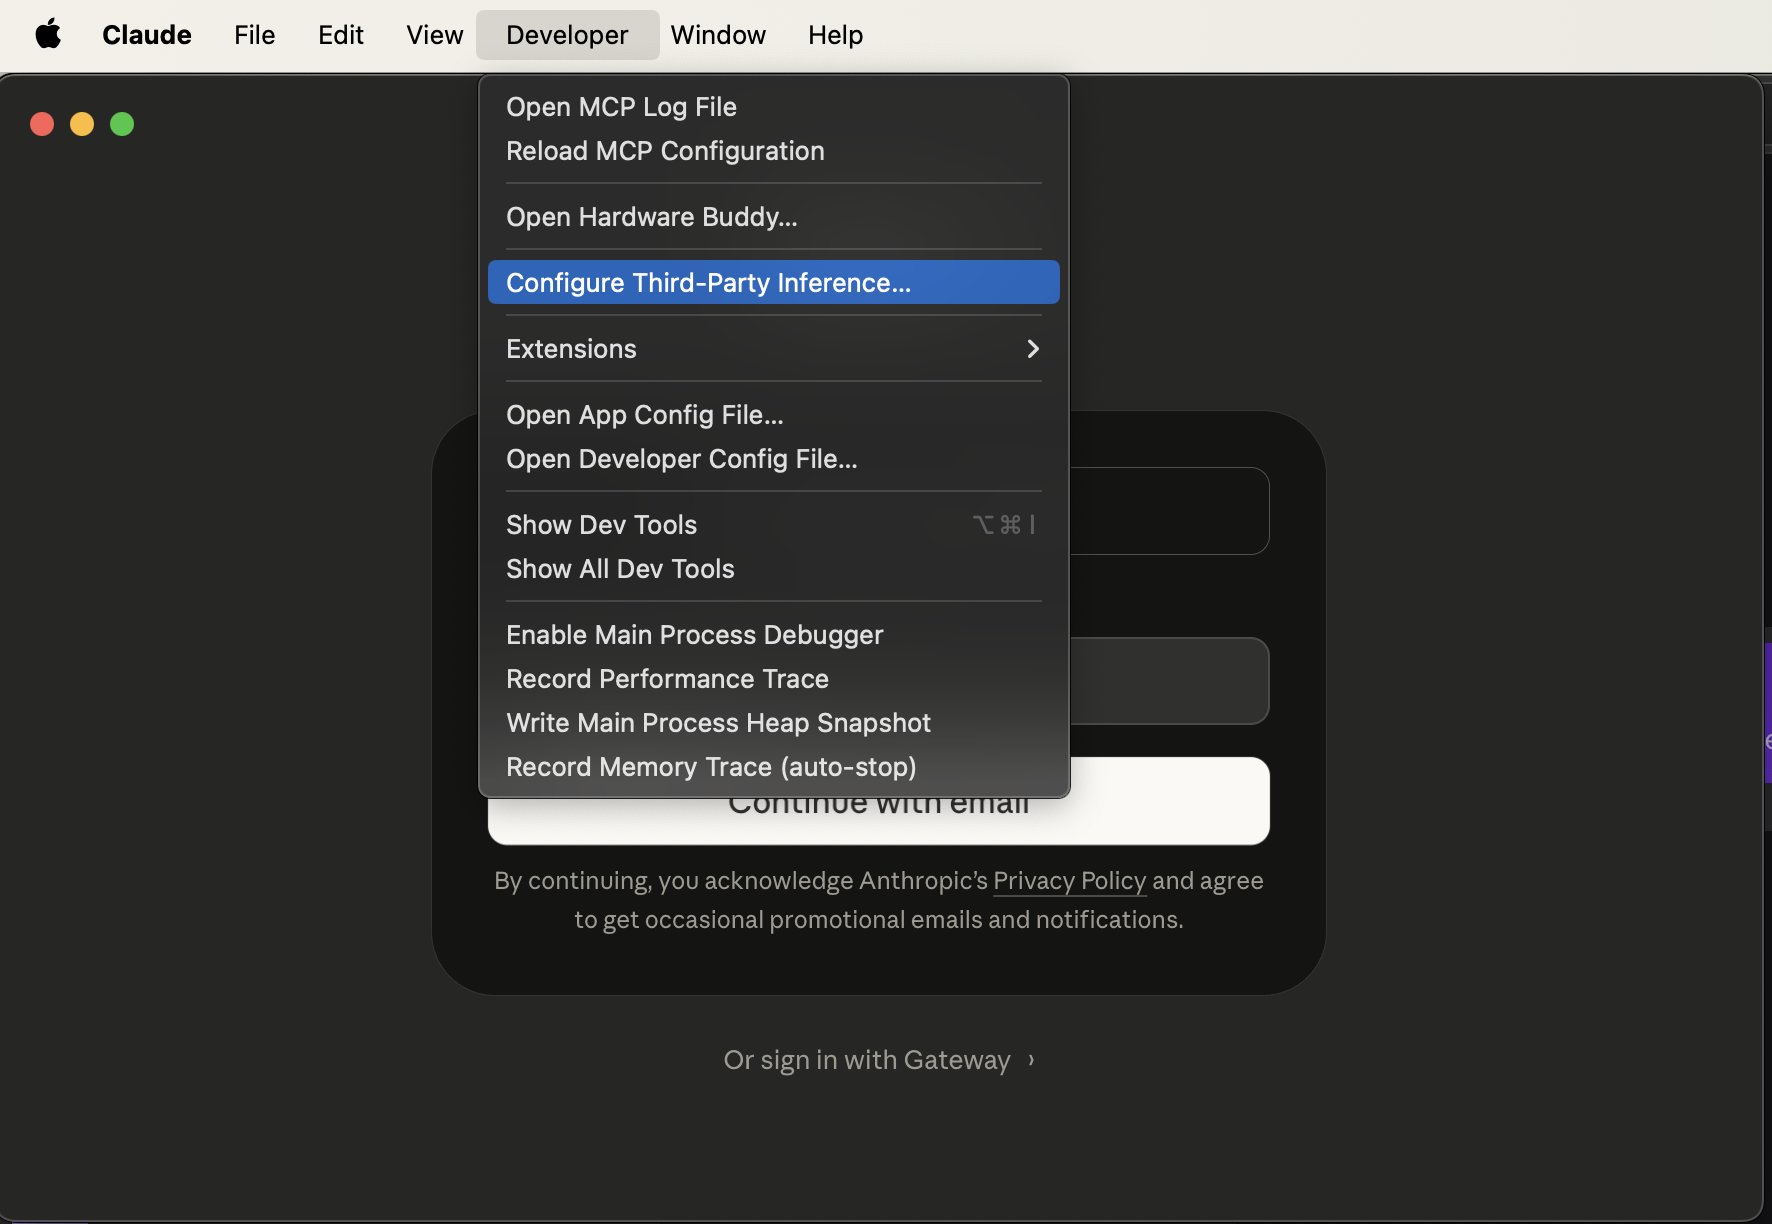 Claude File Edit View Developer Window Help
Open MCP Log File
Reload MCP Configuration
Open Hardware Buddy...
Configure Third-Party Inference...
Extensions
Open App Config File...
Open Developer Config File...
Show Dev Tools ⌥⌘I
Show All Dev Tools
Enable Main Process Debugger
Record Performance Trace
Write Main Process Heap Snapshot
Record Memory Trace (auto-stop)
Continue with email
By continuing, you acknowledge Anthropic’s Privacy Policy and agree
to get occasional promotional emails and notifications.
Or sign in with Gateway ›